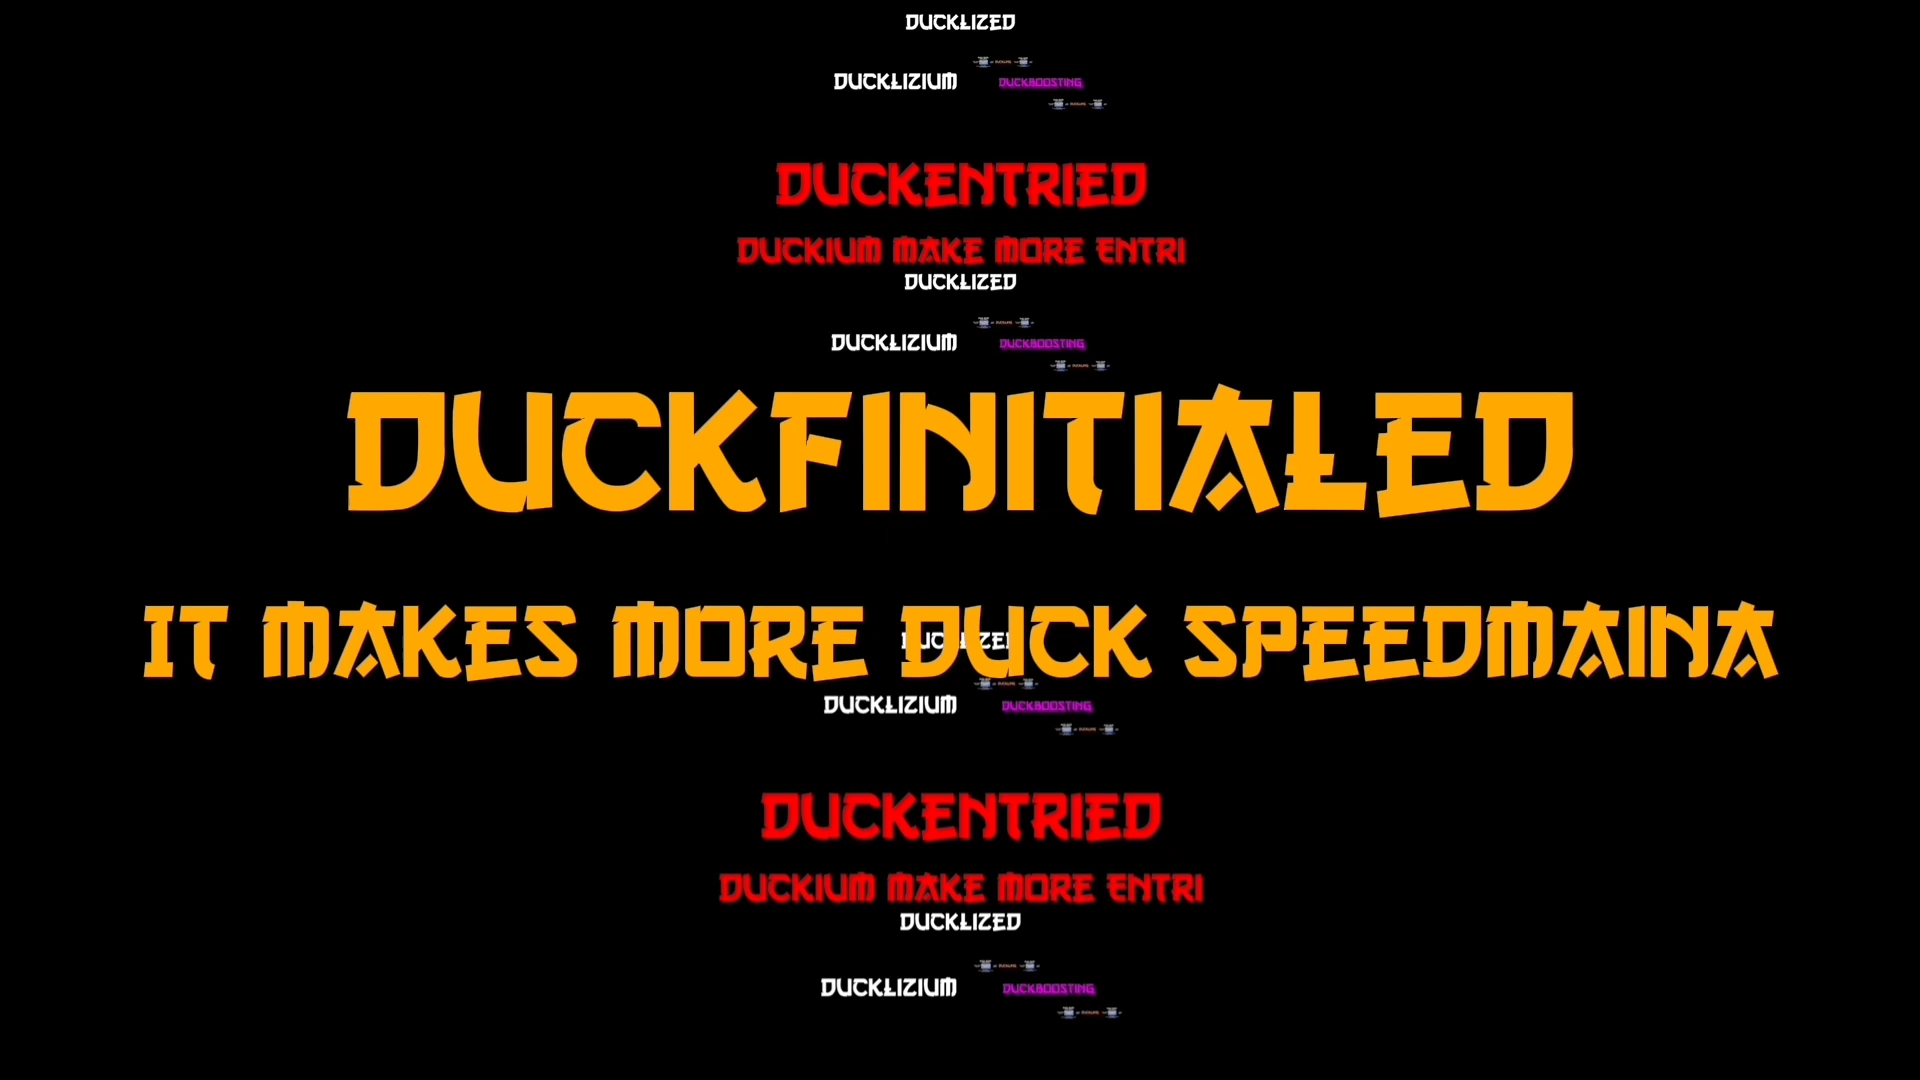 DUCKLIZED
DUCKLIZIUM DUCKBOOSTING
DUCKENTRIED
DUCKIUM MAKE MORE ENTRI
DUCKLIZED
DUCKLIZIUM DUCKBOOSTING
DUCKFINITIALED
IT MAKES MORE DUCK SPEEDMAINA
DUCKLIZED
DUCKLIZIUM DUCKBOOSTING
DUCKENTRIED
DUCKIUM MAKE MORE ENTRI
DUCKLIZED
DUCKLIZIUM DUCKBOOSTING